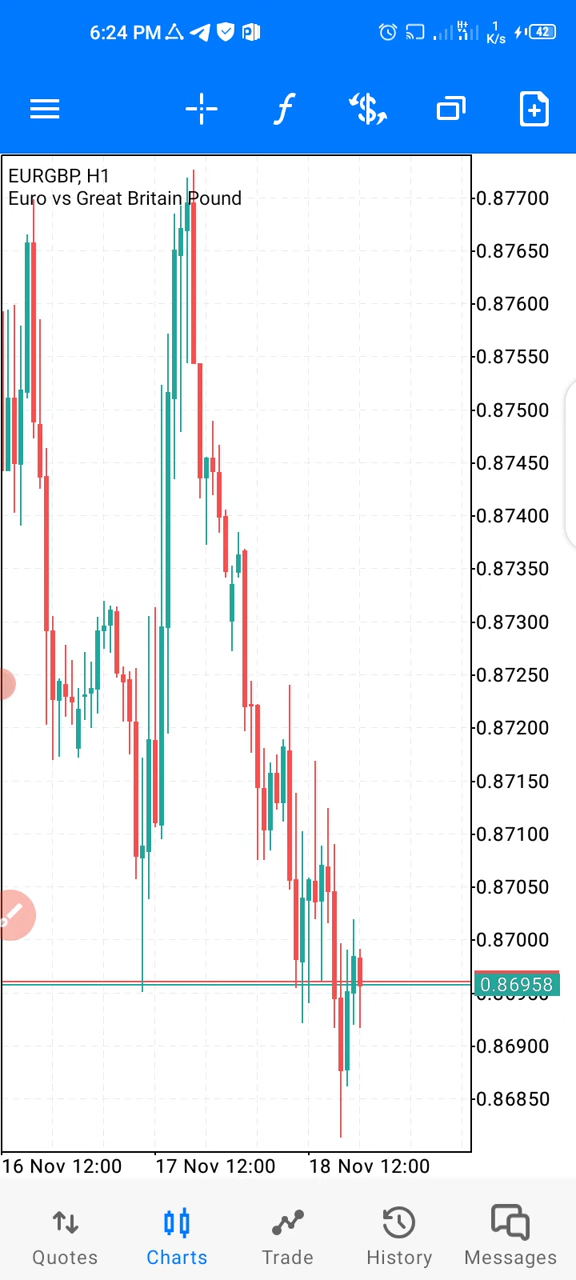 6:24 PM
H+
1 K/s
42
EURGBP, H1
Euro vs Great Britain Pound
0.87700
0.87650
0.87600
0.87550
0.87500
0.87450
0.87400
0.87350
0.87300
0.87250
0.87200
0.87150
0.87100
0.87050
0.87000
0.86958
0.86900
0.86850
16 Nov 12:00 17 Nov 12:00 18 Nov 12:00
Quotes Charts Trade History Messages